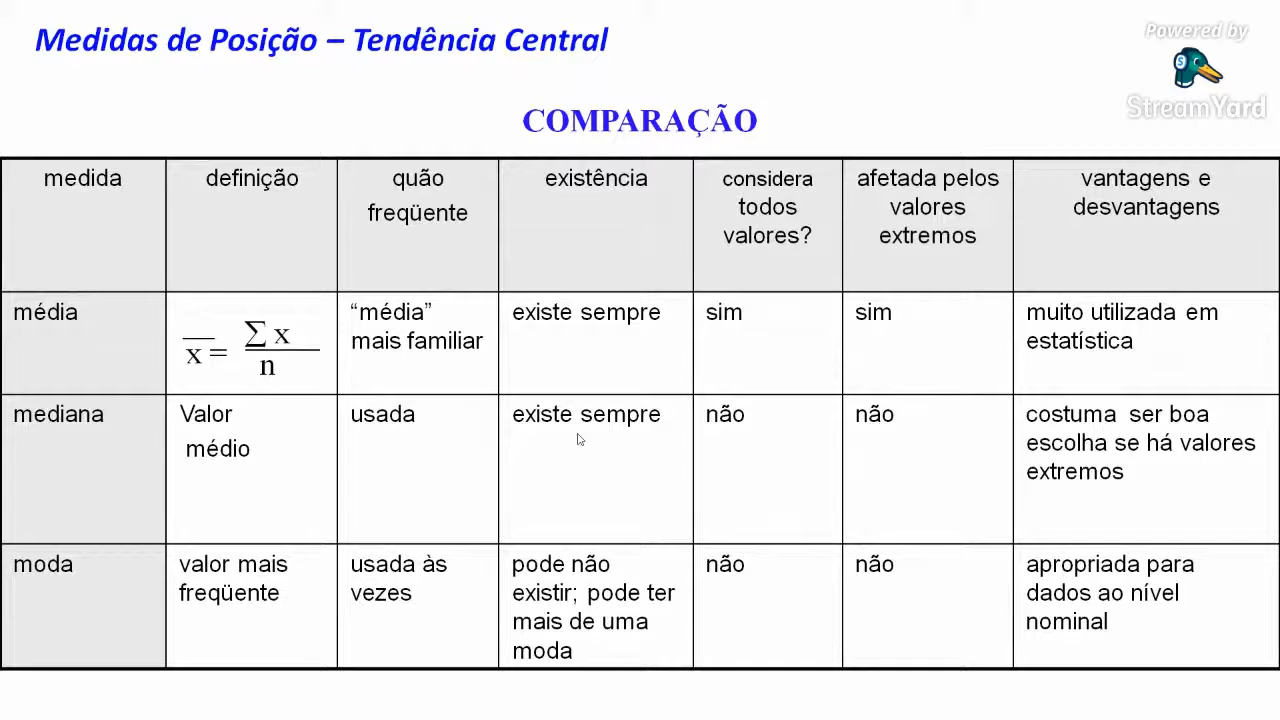 Medidas de Posição – Tendência Central
Powered by
StreamYard
COMPARAÇÃO
medida
definição
quão
freqüente
existência
considera
todos
valores?
afetada pelos
valores
extremos
vantagens e
desvantagens
média
x = ∑ x
n
“média”
mais familiar
existe sempre
sim
sim
muito utilizada em
estatística
mediana
Valor
médio
usada
existe sempre
não
não
costuma ser boa
escolha se há valores
extremos
moda
valor mais
freqüente
usada às
vezes
pode não
existir; pode ter
mais de uma
moda
não
não
apropriada para
dados ao nível
nominal